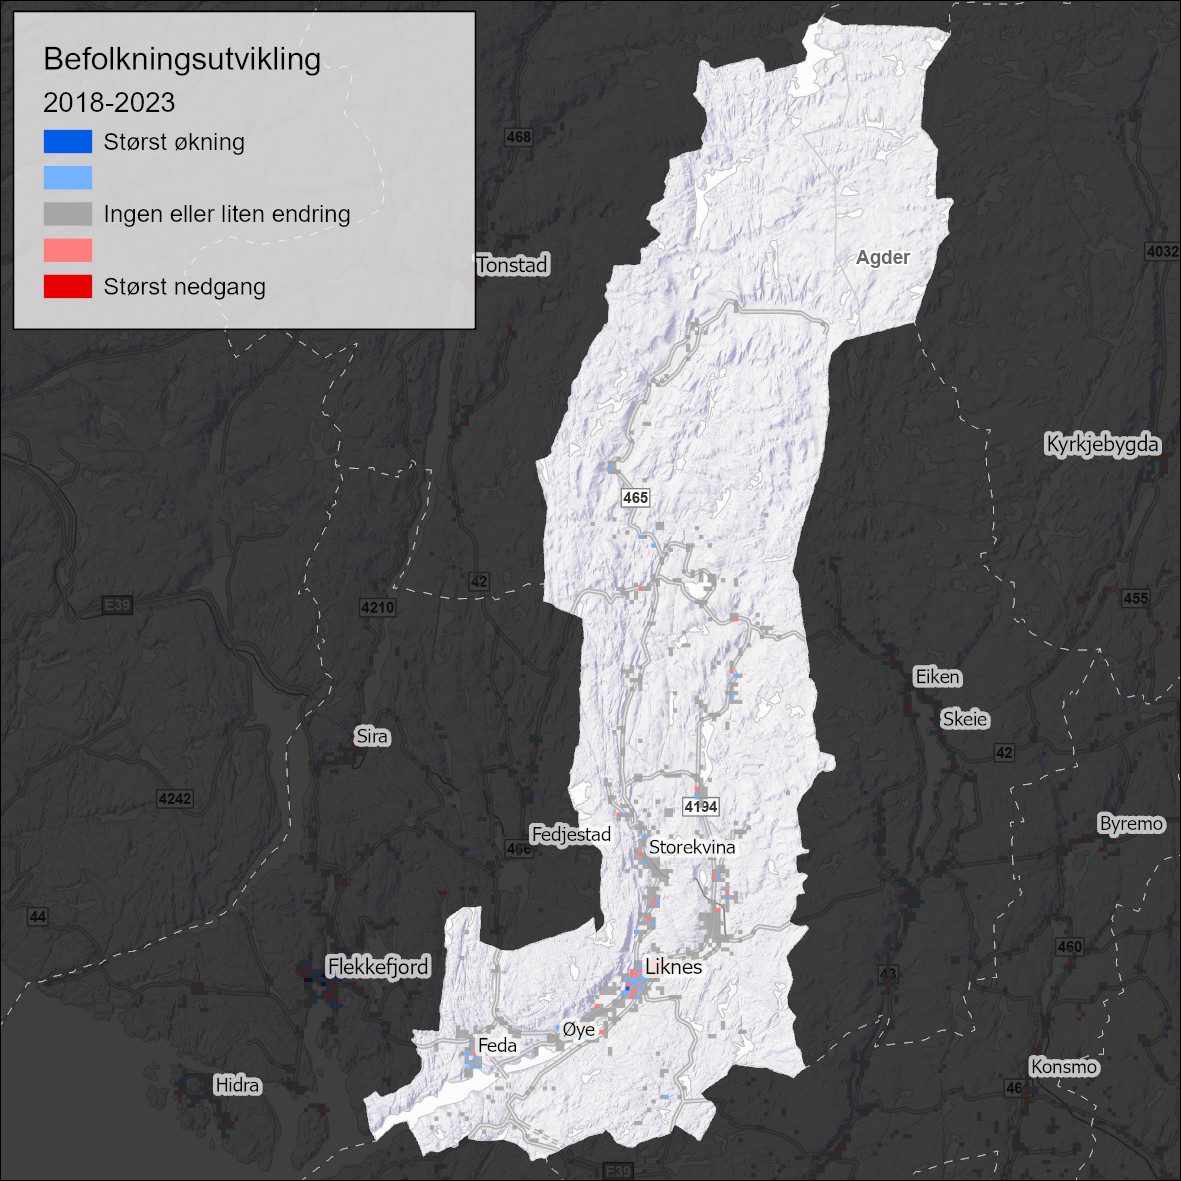 Befolkningsutvikling
2018-2023
Størst økning
Ingen eller liten endring
Størst nedgang
468
Tonstad
Agder
4032
Kyrkjebygda
465
42
E39
4210
455
Eiken
Skeie
Sira
42
4242
4194
Fedjestad
Storekvina
Byremo
466
44
460
Flekkefjord
Liknes
43
Øye
Feda
Konsmo
Hidra
E39